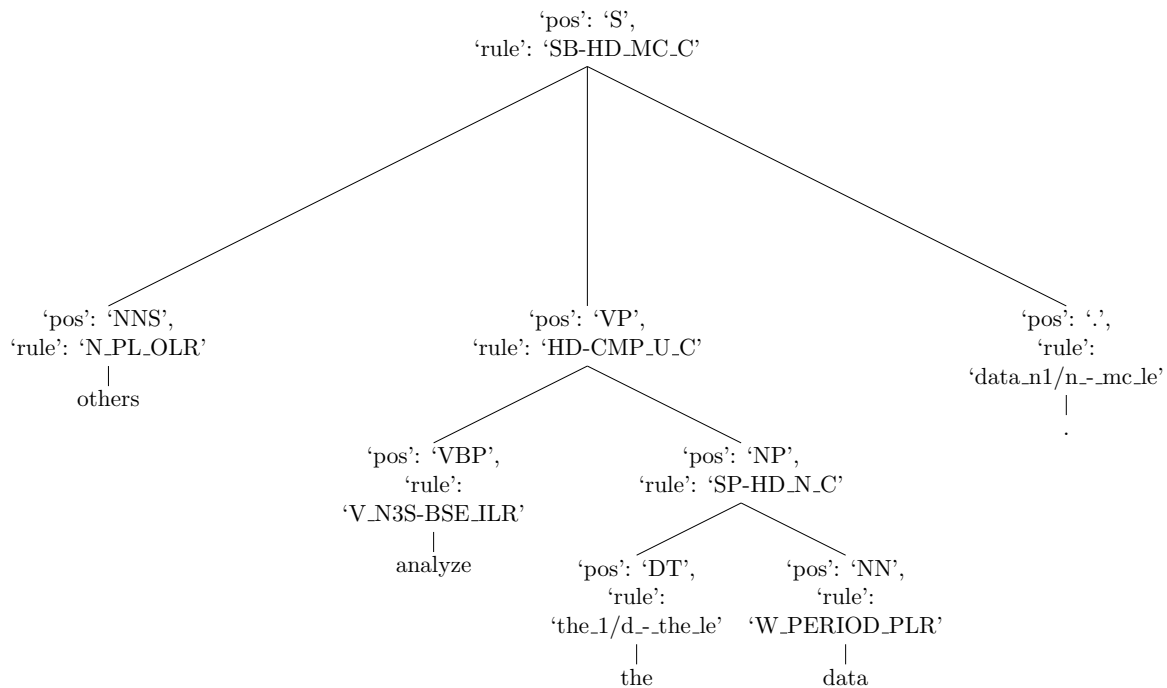 ‘pos’: ‘S’,
‘rule’: ‘SB-HD_MC_C’
‘pos’: ‘NNS’,
‘rule’: ‘N_PL_OLR’
others
‘pos’: ‘VP’,
‘rule’: ‘HD-CMP_U_C’
‘pos’: ‘.’,
‘rule’:
‘data_n1/n_-_mc_le’
.
‘pos’: ‘VBP’,
‘rule’:
‘V_N3S-BSE_ILR’
analyze
‘pos’: ‘NP’,
‘rule’: ‘SP-HD_N_C’
‘pos’: ‘DT’,
‘rule’:
‘the_1/d_-_the_le’
the
‘pos’: ‘NN’,
‘rule’:
‘W_PERIOD_PLR’
data